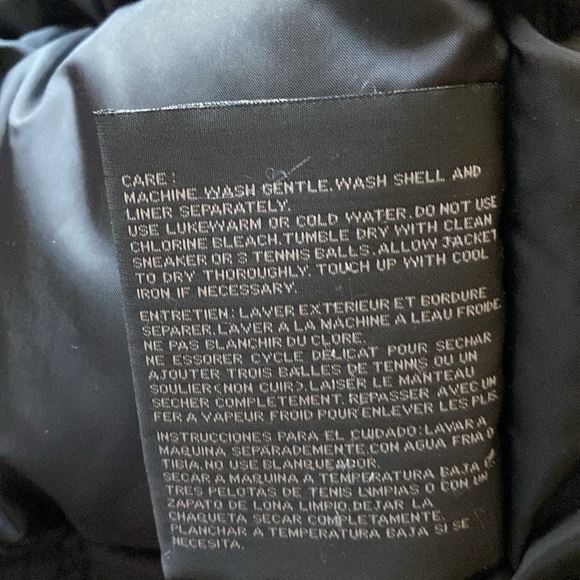 CARE:
MACHINE WASH GENTLE. WASH SHELL AND
LINER SEPARATELY.
USE LUKEWARM OR COLD WATER. DO NOT USE
CHLORINE BLEACH. TUMBLE DRY WITH CLEAN
SNEAKER OR 3 TENNIS BALLS. ALLOW JACKET
TO DRY THOROUGHLY. TOUCH UP WITH COOL
IRON IF NECESSARY.
ENTRETIEN: LAVER EXTERIEUR ET BORDURE
SEPARER. LAVER A LA MACHINE A LEAU FROIDE.
NE PAS BLANCHIR DU CLORE.
NE ESSORER CYCLE DELICAT POUR SECHAR
AJOUTER TROIS BALLES DE TENNIS OU UN
SOULIER<NON CUIR>. LAISER LE MANTEAU
SECHER COMPLETEMENT. REPASSER AVEC UN
FER A VAPEUR FROID POUR ENLEVER LES PLIS.
INSTRUCCIONES PARA EL CUIDADO: LAVAR A
MAQUINA SEPARADEMENTE.CON AGUA FRIA O
TIBIA. NO USE BLANQUEADOR.
SECAR A MAQUINA A TEMPERATURA BAJA
TRES PELOTAS DE TENIS LIMPIAS O CON UN
ZAPATO DE LONA LIMPIO.DEJAR LA
CHAQUETA SECAR COMPLETAMENTE.
PLANCHAR A TEMPERATURA BAJA SI SE
NECESITA.